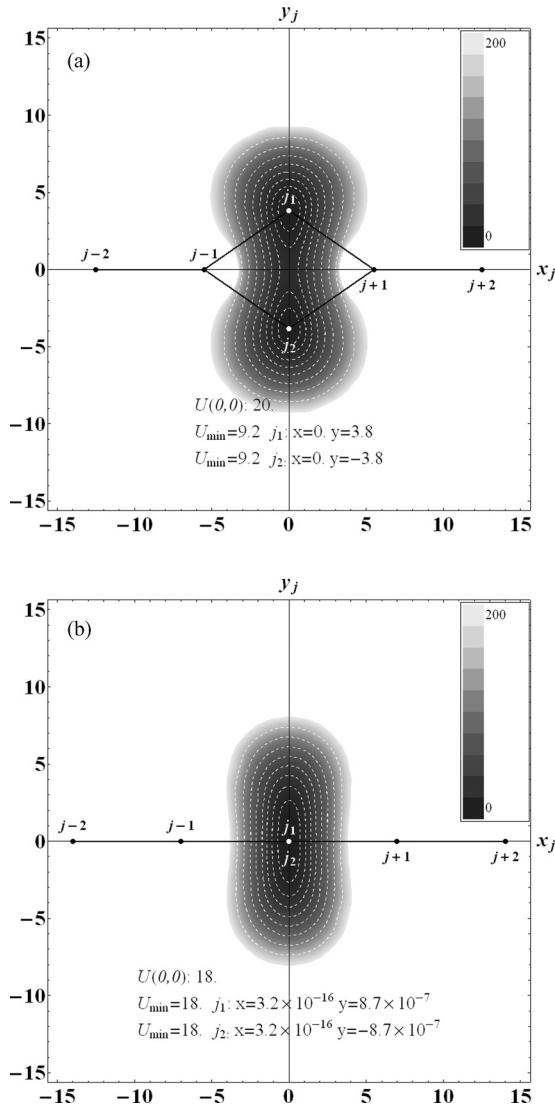 y_j
(a)
15
200
10
5
j_1
j−2
j−1
0
0
x_j
j+1
j+2
j_2
−5
U(0,0): 20.
U_min=9.2 j_1: x=0. y=3.8
−10
U_min=9.2 j_2: x=0. y=−3.8
−15
−15 −10 −5 0 5 10 15
y_j
(b)
15
200
10
5
0
j−2 j−1 j_1
0
x_j
j_2 j+1 j+2
−5
U(0,0): 18.
U_min=18. j_1: x=3.2×10^−16 y=8.7×10^−7
U_min=18. j_2: x=3.2×10^−16 y=−8.7×10^−7
−10
−15
−15 −10 −5 0 5 10 15